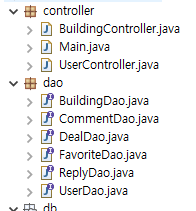 controller
BuildingController.java
Main.java
UserController.java
dao
BuildingDao.java
CommentDao.java
DealDao.java
FavoriteDao.java
ReplyDao.java
UserDao.java
db